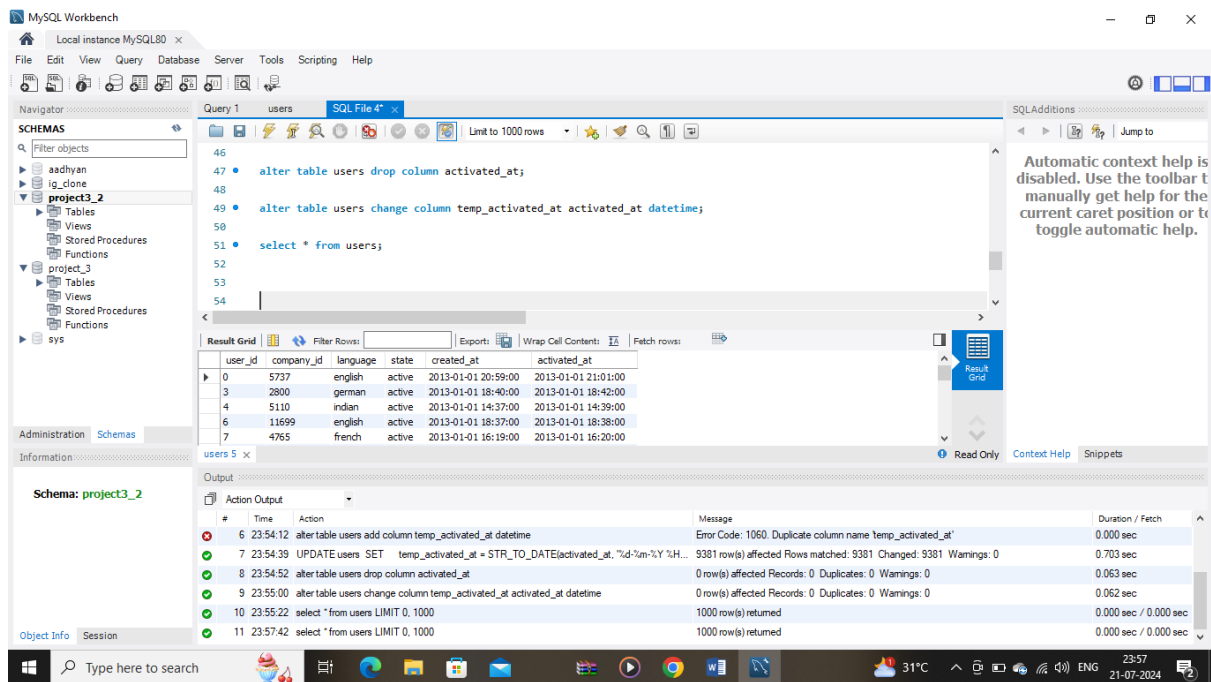 MySQL Workbench
Local instance MySQL80 ×
File Edit View Query Database Server Tools Scripting Help
Navigator
SCHEMAS
Filter objects
aadhyan
ig_clone
project3_2
Tables
Views
Stored Procedures
Functions
project_3
Tables
Views
Stored Procedures
Functions
sys
Administration Schemas
Information
Schema: project3_2
Object Info Session
Query 1 users SQL File 4* ×
Limit to 1000 rows
46
47 alter table users drop column activated_at;
48
49 alter table users change column temp_activated_at activated_at datetime;
50
51 select * from users;
52
53
54
Result Grid Filter Rows: Export: Wrap Cell Content: Fetch rows:
user_id company_id language state created_at activated_at
0 5737 english active 2013-01-01 20:59:00 2013-01-01 21:01:00
3 2800 german active 2013-01-01 18:40:00 2013-01-01 18:42:00
4 5110 indian active 2013-01-01 14:37:00 2013-01-01 14:39:00
6 11699 english active 2013-01-01 18:37:00 2013-01-01 18:38:00
7 4765 french active 2013-01-01 16:19:00 2013-01-01 16:20:00
Result
Grid
users 5 ×
Read Only
SQLAdditions
Jump to
Automatic context help is
disabled. Use the toolbar t
manually get help for the
current caret position or to
toggle automatic help.
Context Help Snippets
Output
Action Output
# Time Action Message Duration / Fetch
6 23:54:12 alter table users add column temp_activated_at datetime Error Code: 1060. Duplicate column name 'temp_activated_at' 0.000 sec
7 23:54:39 UPDATE users SET temp_activated_at = STR_TO_DATE(activated_at, "%d-%m-%Y %H... 9381 row(s) affected Rows matched: 9381 Changed: 9381 Warnings: 0 0.703 sec
8 23:54:52 alter table users drop column activated_at 0 row(s) affected Records: 0 Duplicates: 0 Warnings: 0 0.063 sec
9 23:55:00 alter table users change column temp_activated_at activated_at datetime 0 row(s) affected Records: 0 Duplicates: 0 Warnings: 0 0.062 sec
10 23:55:22 select * from users LIMIT 0, 1000 1000 row(s) returned 0.000 sec / 0.000 sec
11 23:57:42 select * from users LIMIT 0, 1000 1000 row(s) returned 0.000 sec / 0.000 sec
Type here to search
31°C
ENG
23:57
21-07-2024
2